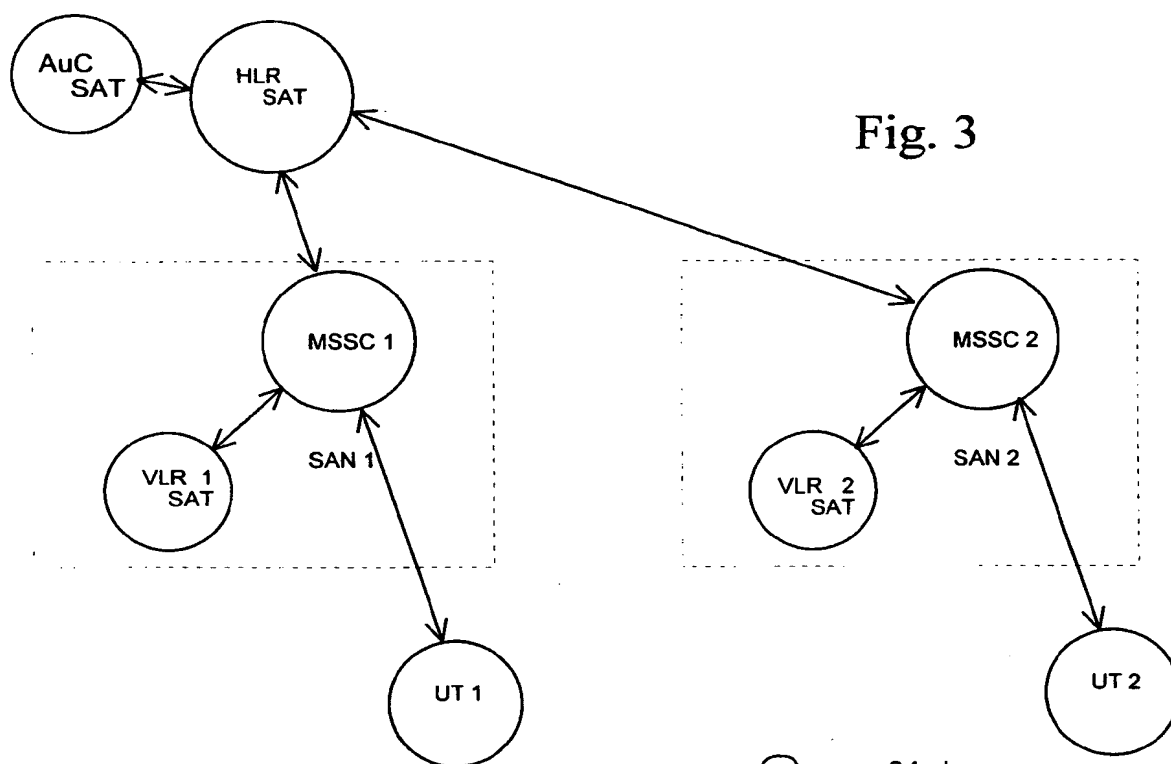 AuC
SAT
HLR
SAT
Fig. 3
MSSC 1
MSSC 2
SAN 1
SAN 2
VLR 1
SAT
VLR 2
SAT
UT 1
UT 2